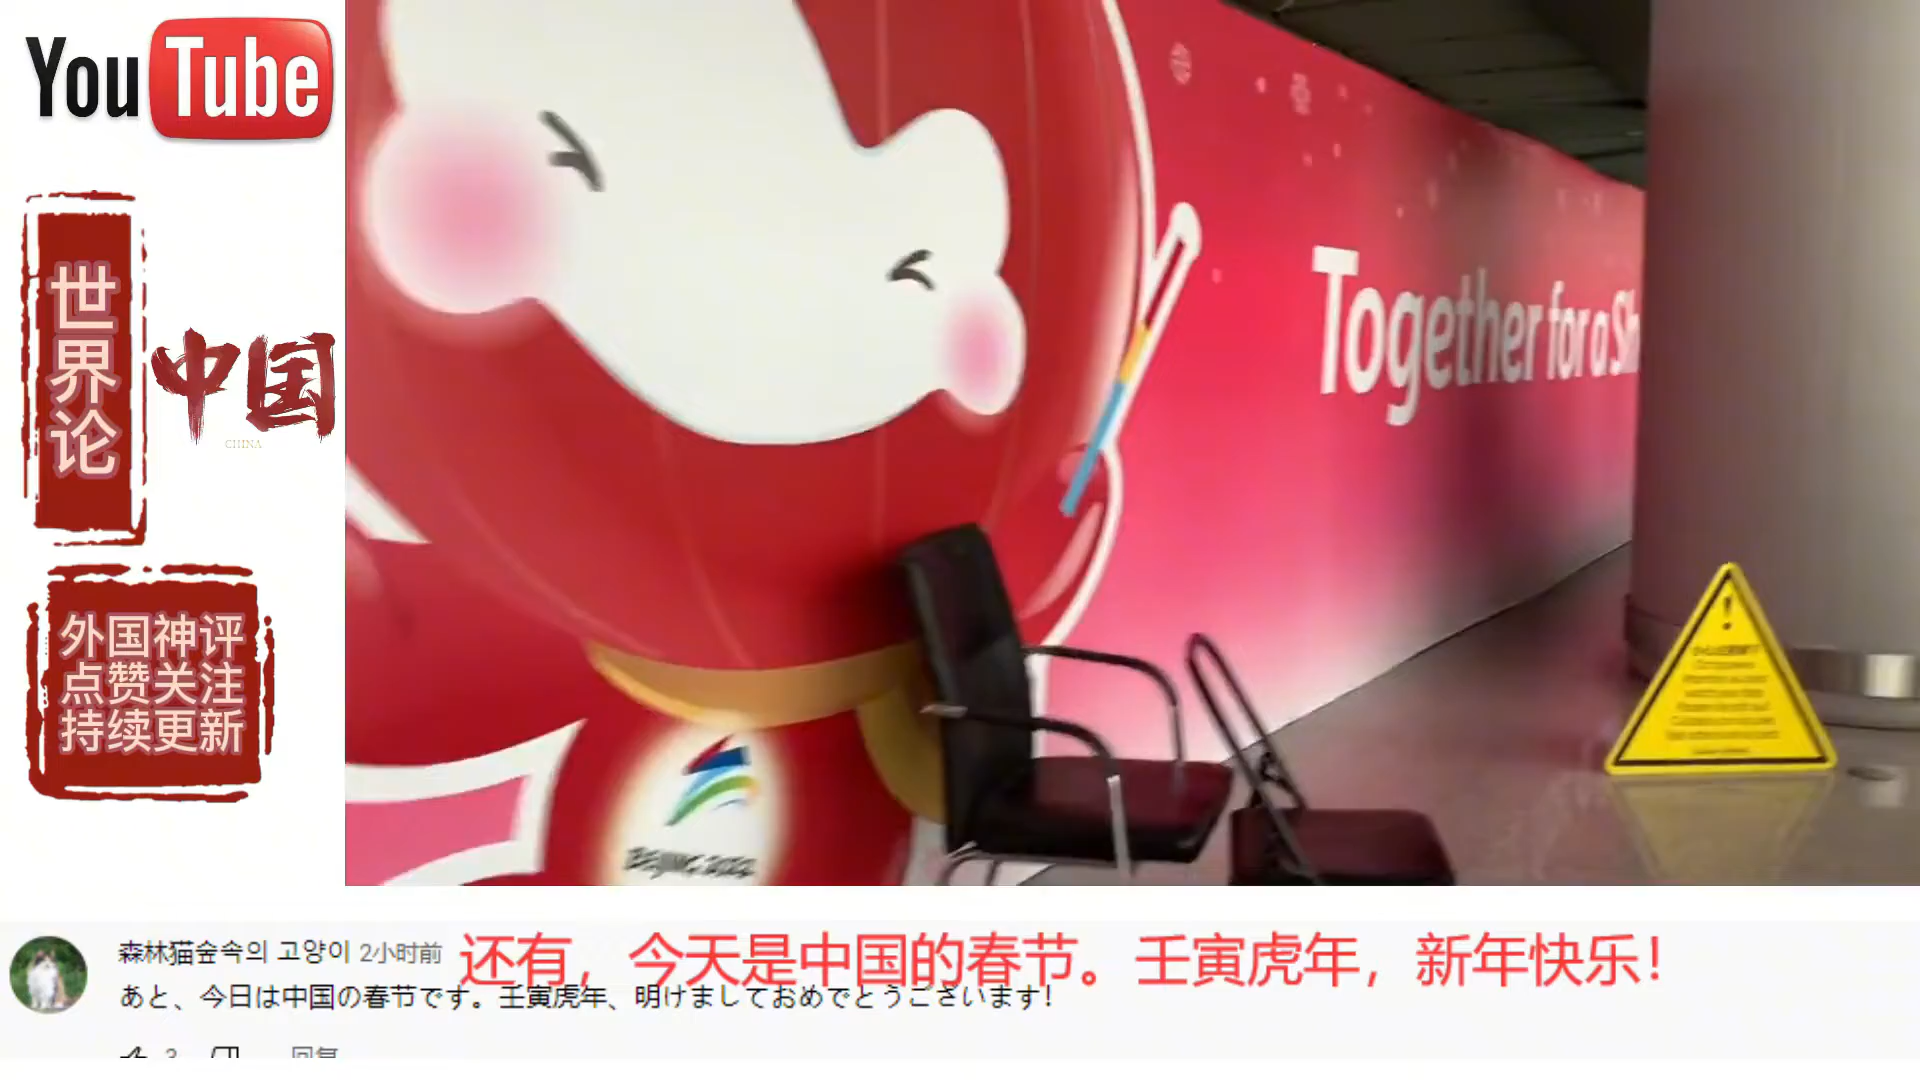 YouTube
世界论
中国
CHINA
外国神评
点赞关注
持续更新
Together for a Sh
Beijing 2022
!
森林猫숲속의 고양이 2小时前
还有，今天是中国的春节。壬寅虎年，新年快乐！
あと、今日は中国の春节です。壬寅虎年、明けましておめでとうございます！
3
回复